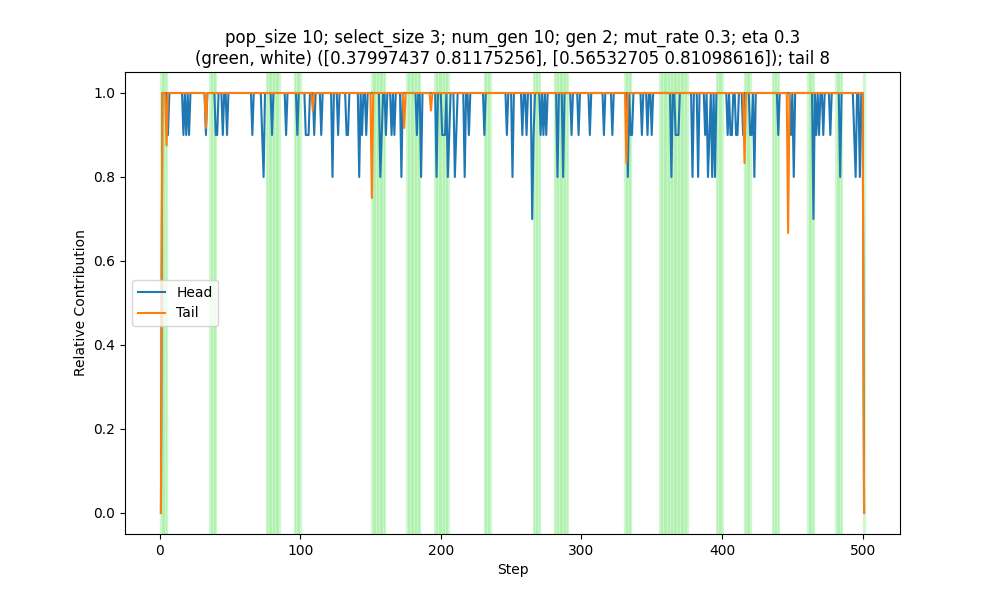 pop_size 10; select_size 3; num_gen 10; gen 2; mut_rate 0.3; eta 0.3
(green, white) ([0.37997437 0.81175256], [0.56532705 0.81098616]); tail 8
1.0
0.8
0.6
0.4
0.2
0.0
Relative Contribution
Head
Tail
0
100
200
300
400
500
Step